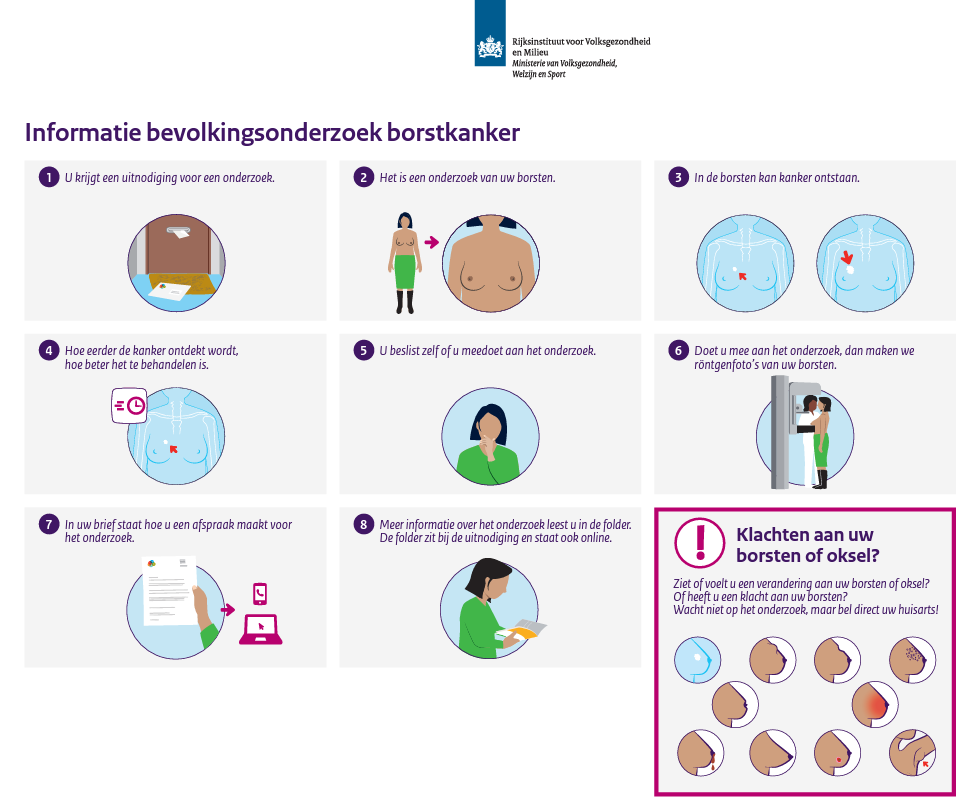 Rijksinstituut voor Volksgezondheid
en Milieu
Ministerie van Volksgezondheid,
Welzijn en Sport
Informatie bevolkingsonderzoek borstkanker
1 U krijgt een uitnodiging voor een onderzoek.
2 Het is een onderzoek van uw borsten.
3 In de borsten kan kanker ontstaan.
4 Hoe eerder de kanker ontdekt wordt,
hoe beter het te behandelen is.
5 U beslist zelf of u meedoet aan het onderzoek.
6 Doet u mee aan het onderzoek, dan maken we
röntgenfoto's van uw borsten.
7 In uw brief staat hoe u een afspraak maakt voor
het onderzoek.
8 Meer informatie over het onderzoek leest u in de folder.
De folder zit bij de uitnodiging en staat ook online.
! Klachten aan uw
borsten of oksel?
Ziet of voelt u een verandering aan uw borsten of oksel?
Of heeft u een klacht aan uw borsten?
Wacht niet op het onderzoek, maar bel direct uw huisarts!